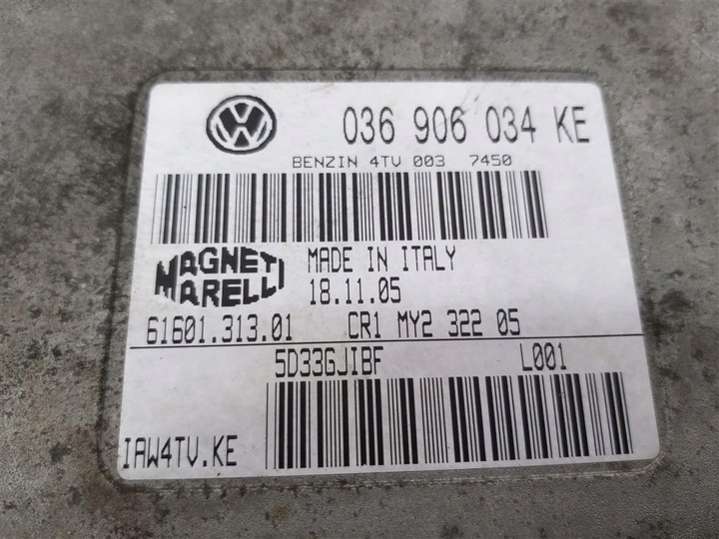 036 906 034 KE
BENZIN 4TV 003 7450
MAGNETI MARELLI
MADE IN ITALY
18.11.05
61601.313.01 CR1 MY2 322 05
5D33GJIBF L001
IAW4TV.KE